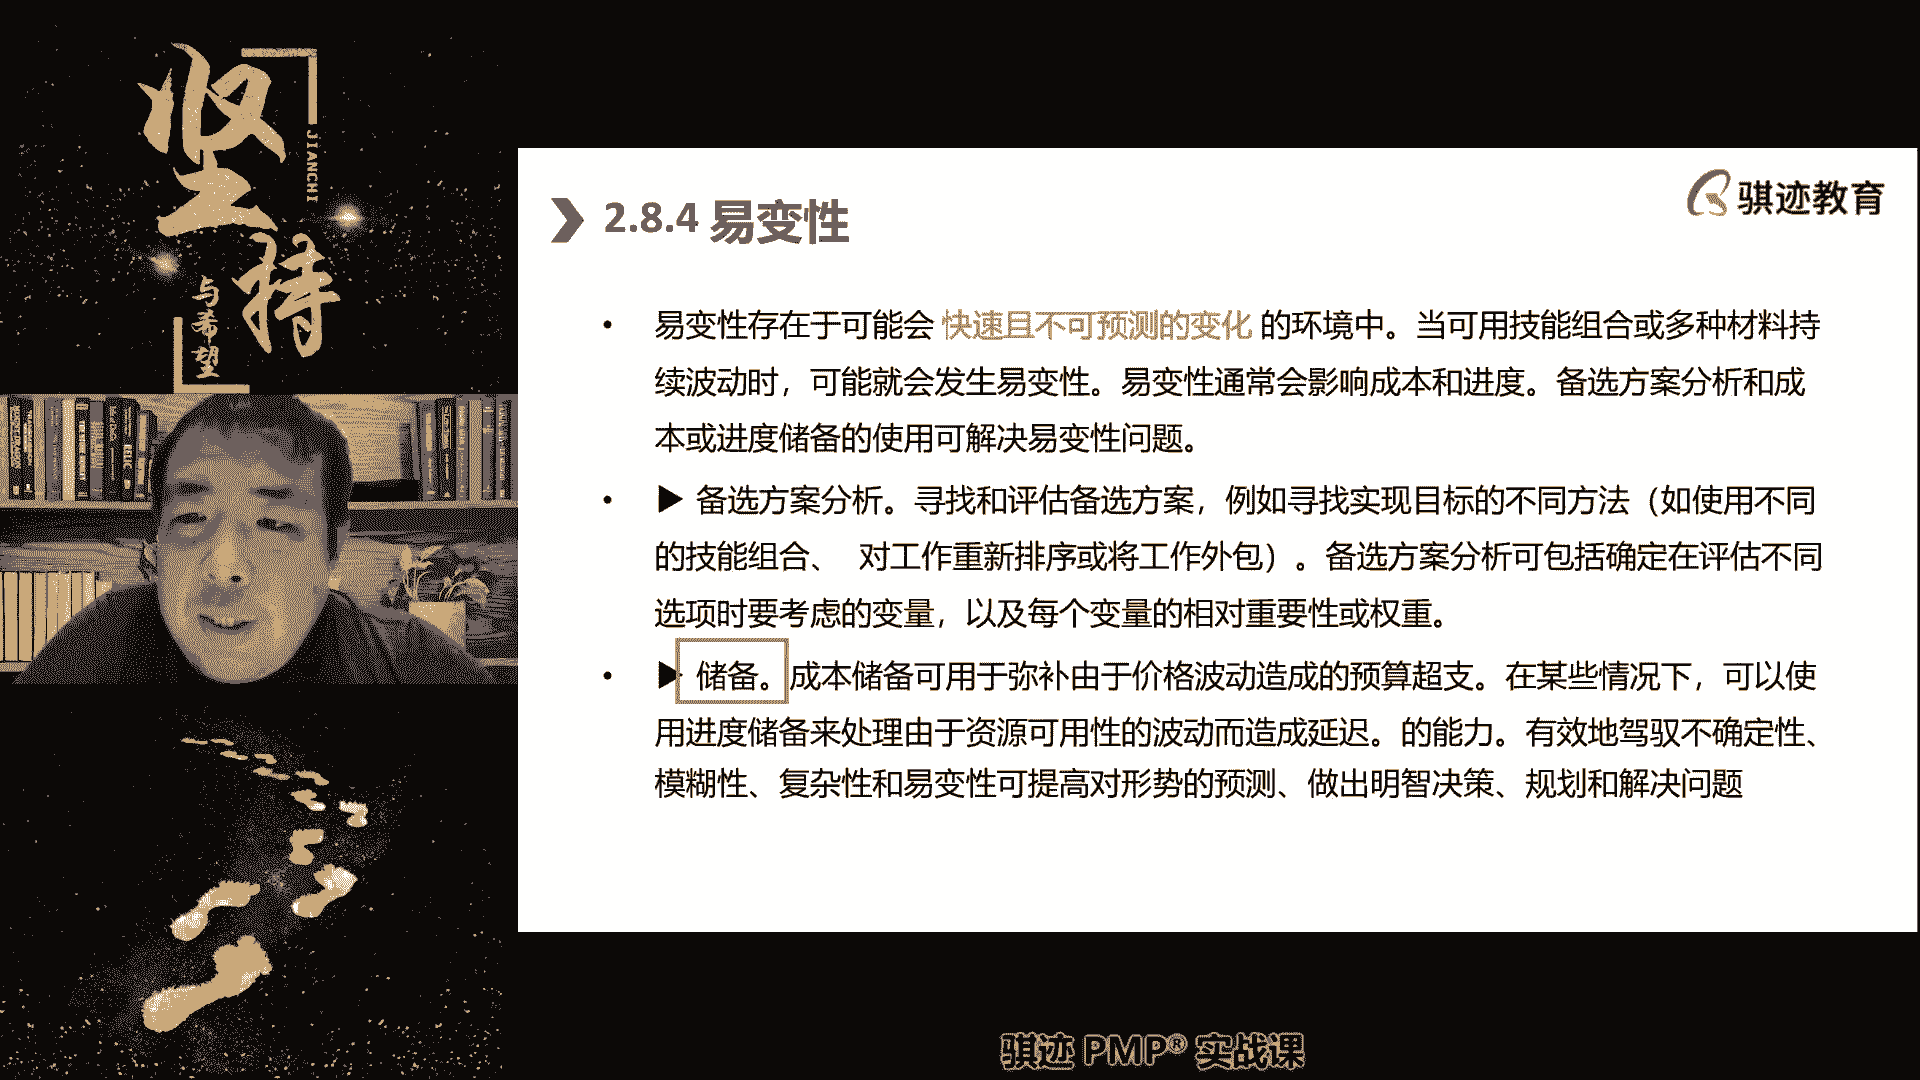 坚持
JIANCHI
与希望
骐迹教育
2.8.4 易变性
• 易变性存在于可能会 快速且不可预测的变化 的环境中。当可用技能组合或多种材料持
续波动时，可能就会发生易变性。易变性通常会影响成本和进度。备选方案分析和成
本或进度储备的使用可解决易变性问题。
• ▶ 备选方案分析。寻找和评估备选方案，例如寻找实现目标的不同方法（如使用不同
的技能组合、 对工作重新排序或将工作外包）。备选方案分析可包括确定在评估不同
选项时要考虑的变量，以及每个变量的相对重要性或权重。
• ▶ 储备。成本储备可用于弥补由于价格波动造成的预算超支。在某些情况下，可以使
用进度储备来处理由于资源可用性的波动而造成延迟。的能力。有效地驾驭不确定性、
模糊性、复杂性和易变性可提高对形势的预测、做出明智决策、规划和解决问题
骐迹 PMP® 实战课